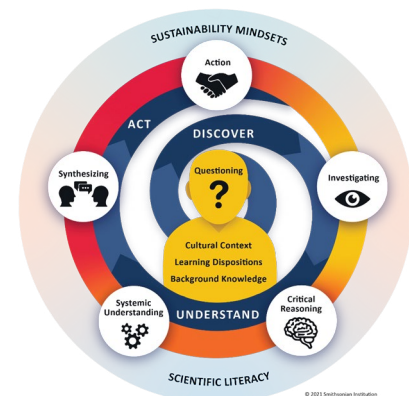 SUSTAINABILITY MINDSETS
Action
ACT
DISCOVER
Synthesizing
Questioning
?
Investigating
Cultural Context
Learning Dispositions
Background Knowledge
Systemic
Understanding
Critical
Reasoning
UNDERSTAND
SCIENTIFIC LITERACY
© 2021 Smithsonian Institution